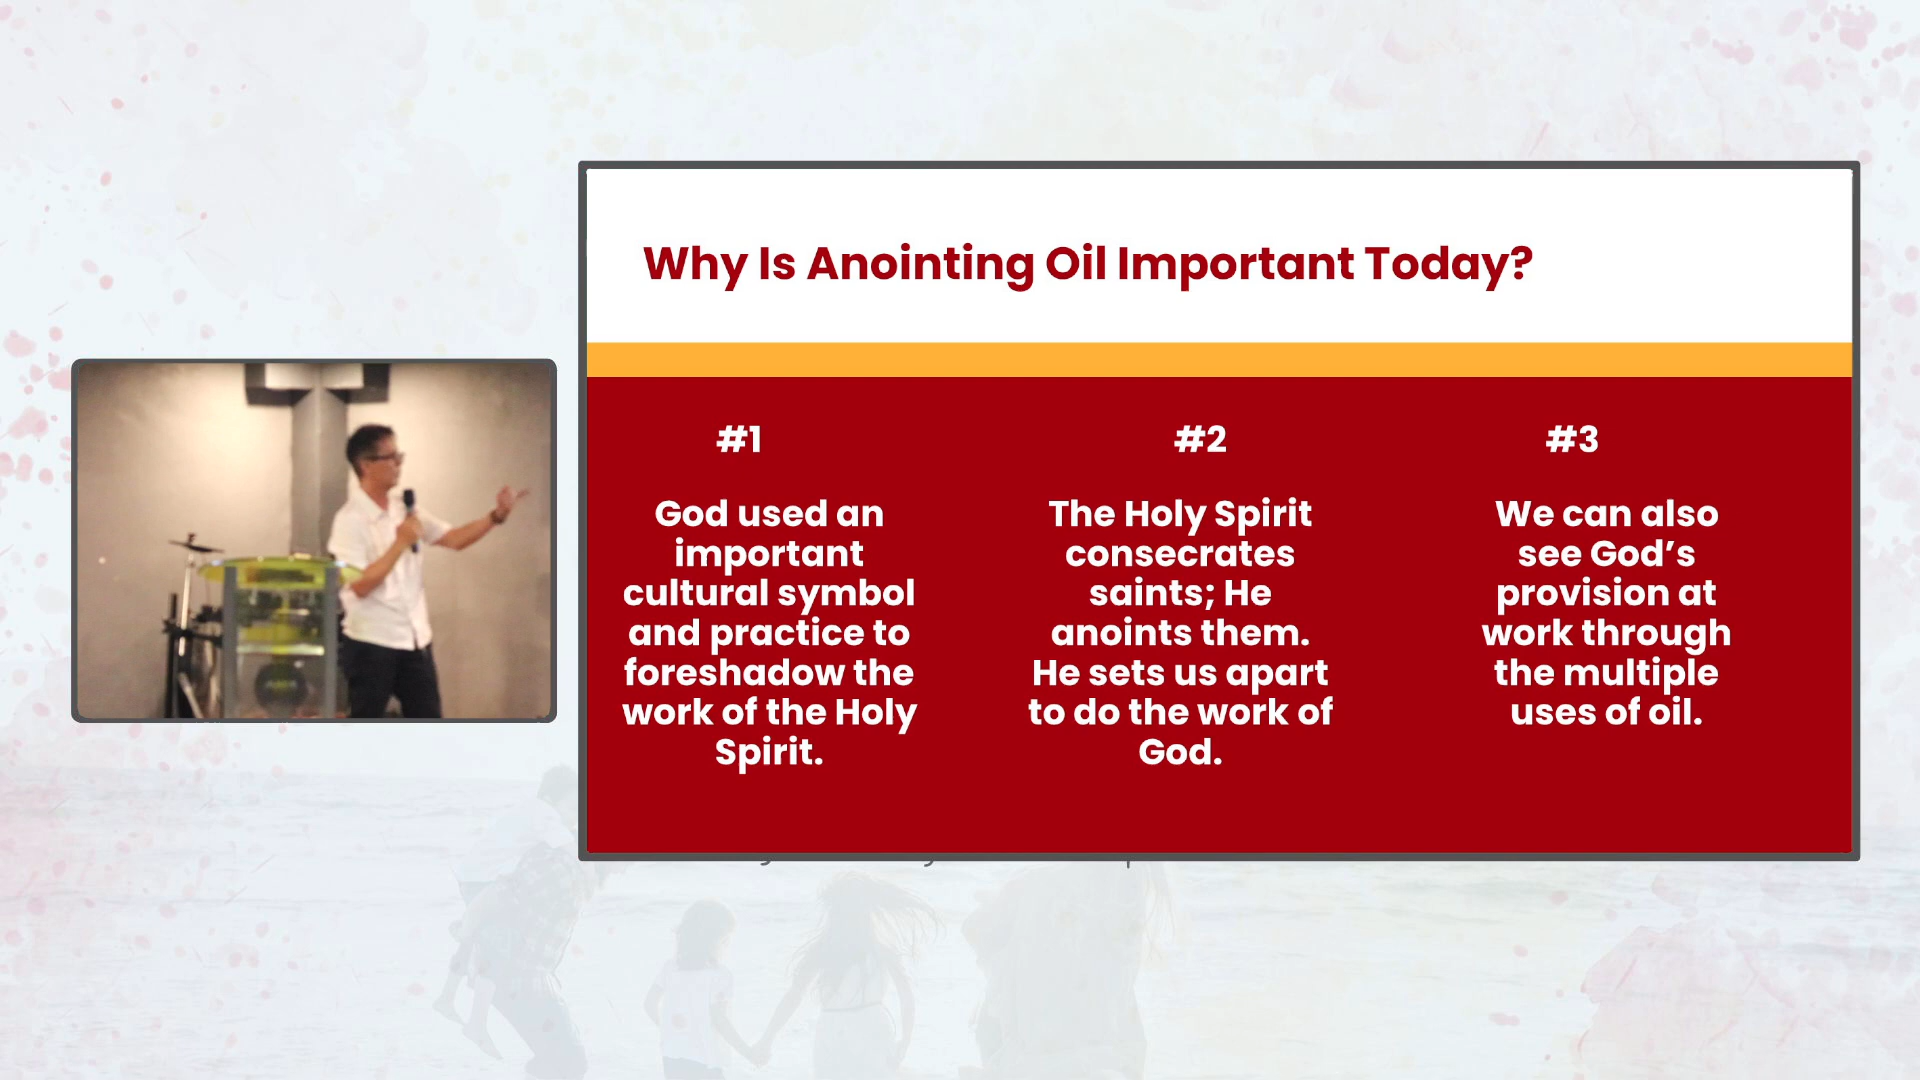 Why Is Anointing Oil Important Today?
#1
God used an
important
cultural symbol
and practice to
foreshadow the
work of the Holy
Spirit.
#2
The Holy Spirit
consecrates
saints; He
anoints them.
He sets us apart
to do the work of
God.
#3
We can also
see God’s
provision at
work through
the multiple
uses of oil.